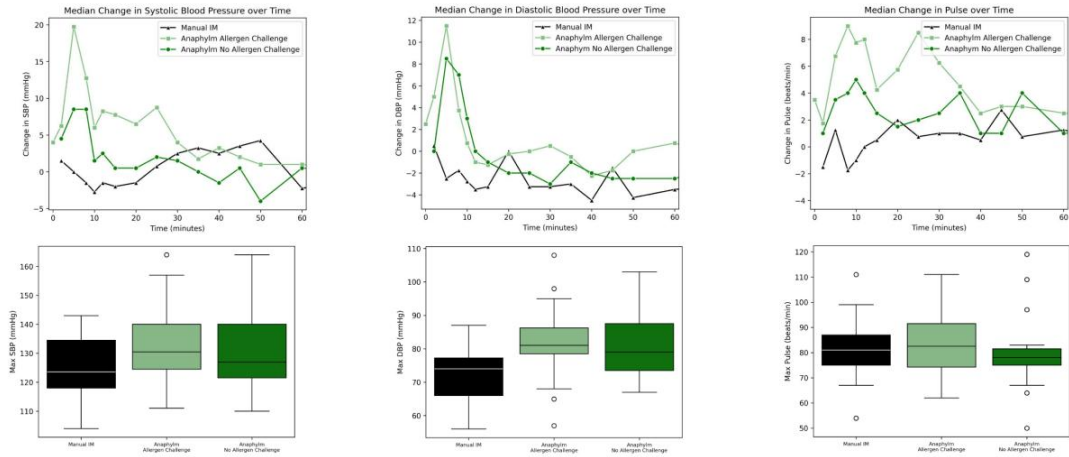 Median Change in Systolic Blood Pressure over Time
Manual IM
Anaphylm Allergen Challenge
Anaphylm No Allergen Challenge
Change in SBP (mmHg)
20
15
10
5
0
−5
0 10 20 30 40 50 60
Time (minutes)
Median Change in Diastolic Blood Pressure over Time
Manual IM
Anaphylm Allergen Challenge
Anaphylm No Allergen Challenge
Change in DBP (mmHg)
12
10
8
6
4
2
0
−2
−4
0 10 20 30 40 50 60
Time (minutes)
Median Change in Pulse over Time
Manual IM
Anaphylm Allergen Challenge
Anaphym No Allergen Challenge
Change in Pulse (beats/min)
8
6
4
2
0
−2
−4
0 10 20 30 40 50 60
Time (minutes)
Max SBP (mmHg)
160
150
140
130
120
110
Manual IM
Anaphylm
Allergen Challenge
Anaphylm
No Allergen Challenge
Max DBP (mmHg)
110
100
90
80
70
60
Manual IM
Anaphylm
Allergen Challenge
Anaphylm
No Allergen Challenge
Max Pulse (beats/min)
120
110
100
90
80
70
60
50
Manual IM
Anaphylm
Allergen Challenge
Anaphylm
No Allergen Challenge